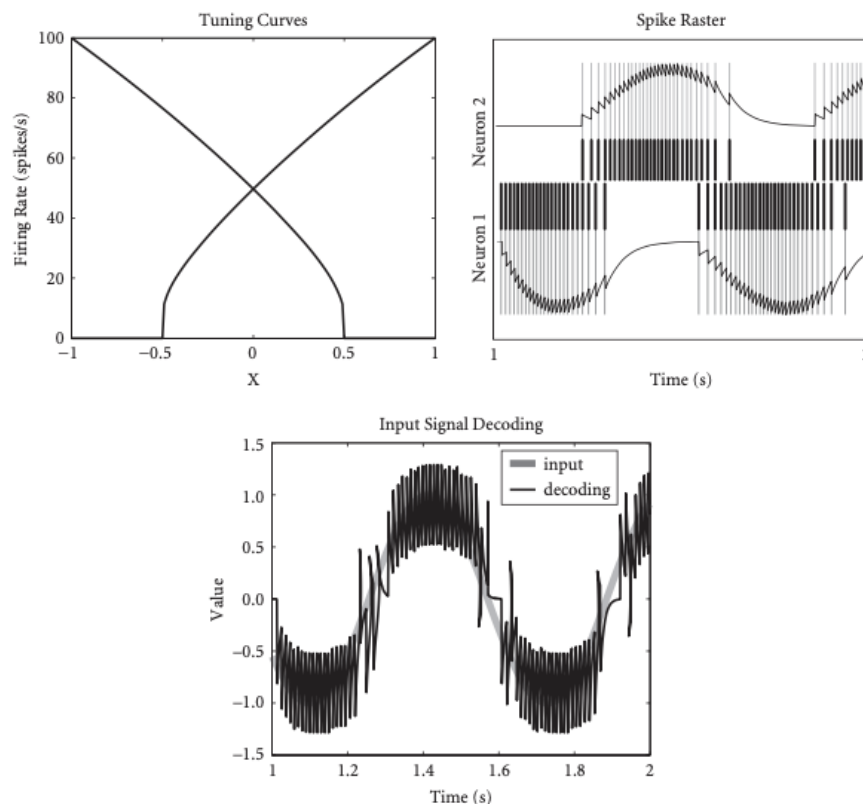 Tuning Curves
100
80
60
40
20
0
Firing Rate (spikes/s)
−1
−0.5
0
0.5
1
X
Spike Raster
Neuron 2
Neuron 1
1
Time (s)
Input Signal Decoding
1.5
1.0
0.5
0.0
−0.5
−1.0
−1.5
Value
input
decoding
1
1.2
1.4
1.6
1.8
2
Time (s)